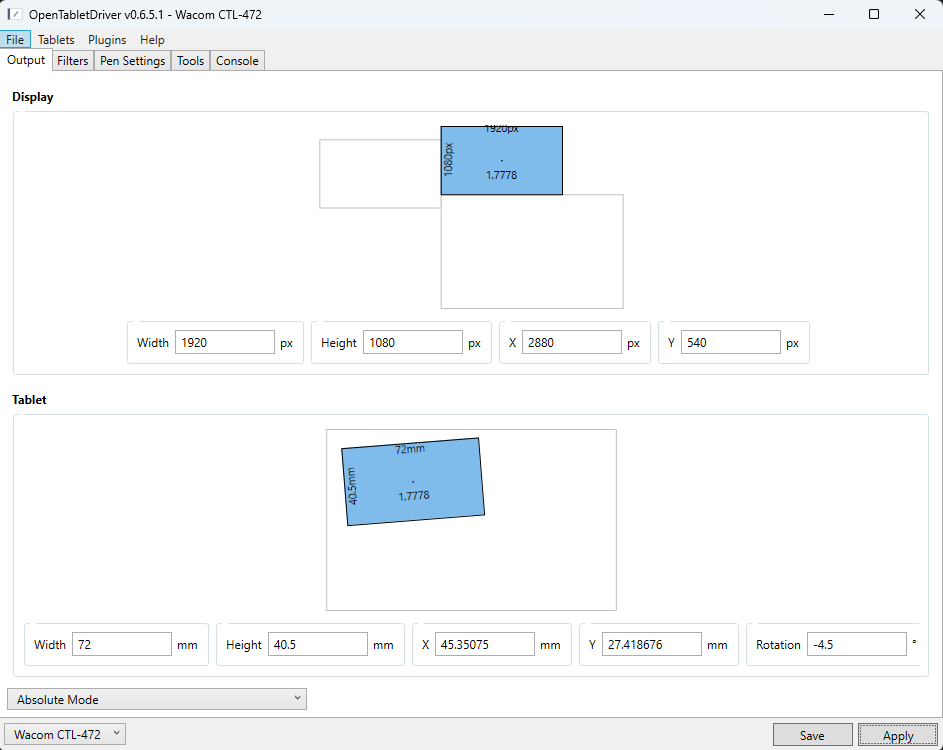 OpenTabletDriver v0.6.5.1 - Wacom CTL-472
File Tablets Plugins Help
Output Filters Pen Settings Tools Console
Display
1920px
1080px
1.7778
Width 1920 px Height 1080 px X 2880 px Y 540 px
Tablet
72mm
40.5mm
1.7778
Width 72 mm Height 40.5 mm X 45.35075 mm Y 27.418676 mm Rotation -4.5 °
Absolute Mode
Wacom CTL-472 Save Apply